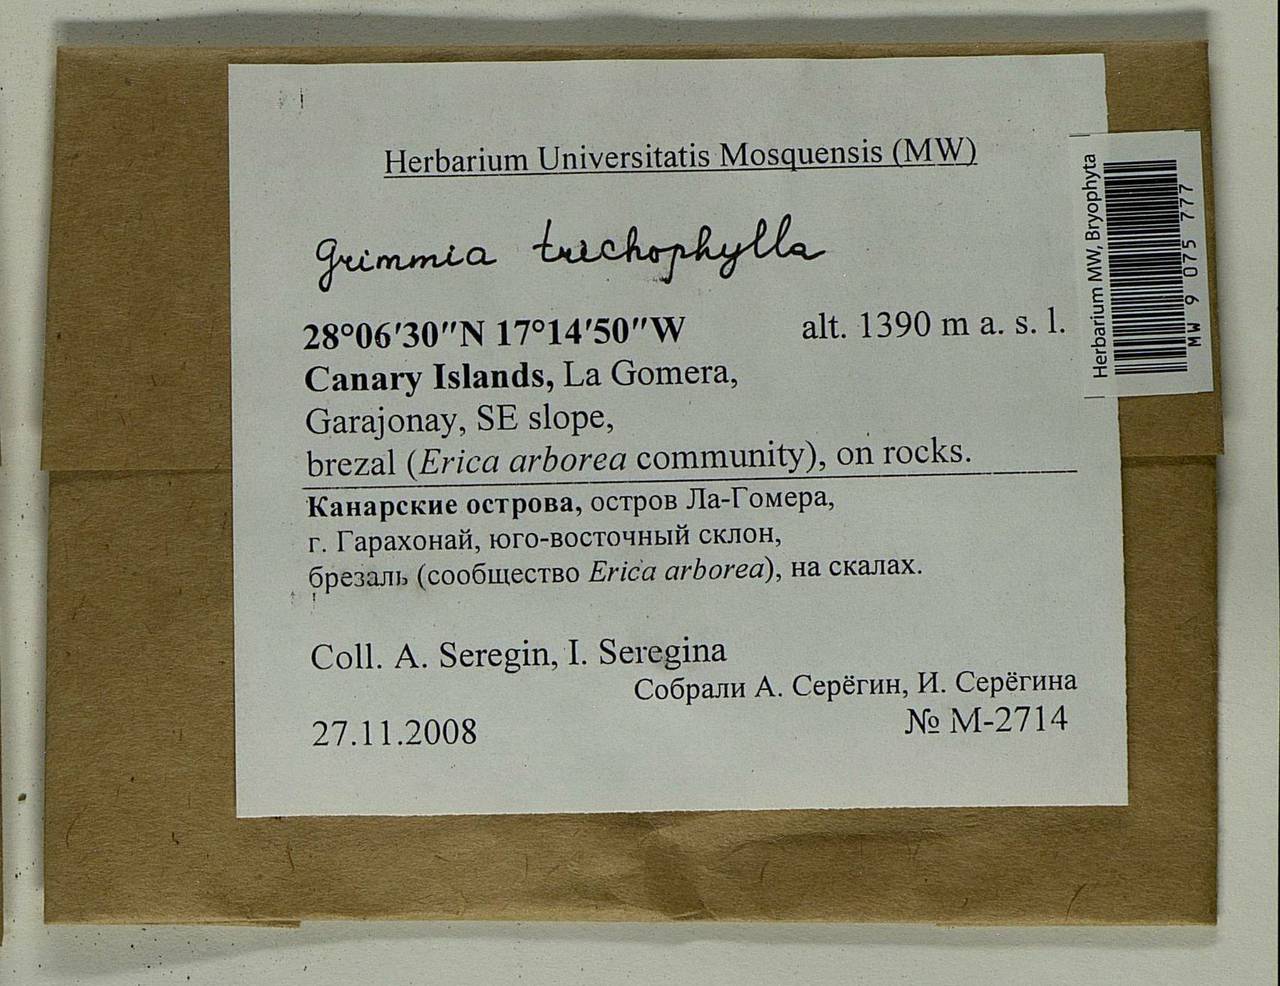 Herbarium Universitatis Mosquensis (MW)
Grimmia trichophylla
28°06′30″N 17°14′50″W alt. 1390 m a. s. l.
Canary Islands, La Gomera,
Garajonay, SE slope,
brezal (Erica arborea community), on rocks.
Канарские острова, остров Ла-Гомера,
г. Гарахонай, юго-восточный склон,
брезаль (сообщество Erica arborea), на скалах.
Coll. A. Seregin, I. Seregina
Собрали А. Серёгин, И. Серёгина
27.11.2008 № M-2714
Herbarium MW, Bryophyta
MW 9 075 777